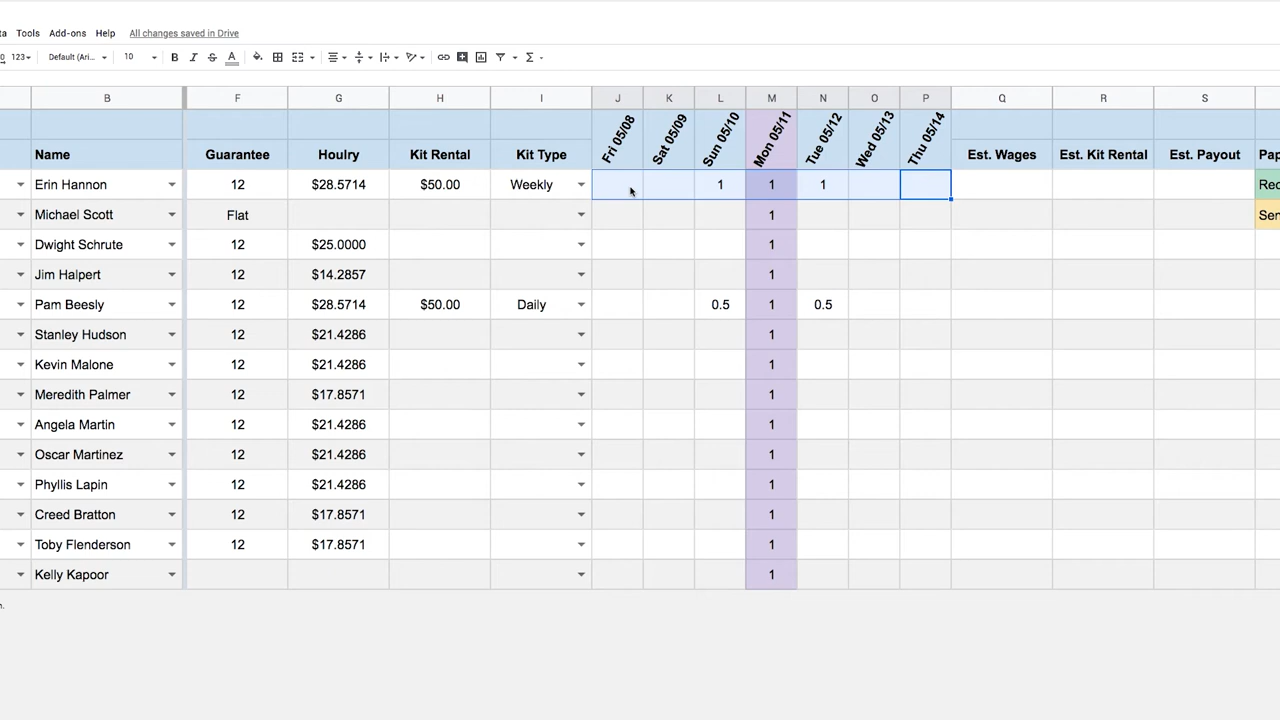 ta Tools Add-ons Help All changes saved in Drive
123 Default (Ari... 10 B I S A Σ
B F G H I J K L M N O P Q R S
Name Guarantee Houlry Kit Rental Kit Type Fri 05/08 Sat 05/09 Sun 05/10 Mon 05/11 Tue 05/12 Wed 05/13 Thu 05/14 Est. Wages Est. Kit Rental Est. Payout Pap
Erin Hannon 12 $28.5714 $50.00 Weekly 1 1 1 Rec
Michael Scott Flat 1 Sen
Dwight Schrute 12 $25.0000 1
Jim Halpert 12 $14.2857 1
Pam Beesly 12 $28.5714 $50.00 Daily 0.5 1 0.5
Stanley Hudson 12 $21.4286 1
Kevin Malone 12 $21.4286 1
Meredith Palmer 12 $17.8571 1
Angela Martin 12 $21.4286 1
Oscar Martinez 12 $21.4286 1
Phyllis Lapin 12 $21.4286 1
Creed Bratton 12 $17.8571 1
Toby Flenderson 12 $17.8571 1
Kelly Kapoor 1
n.